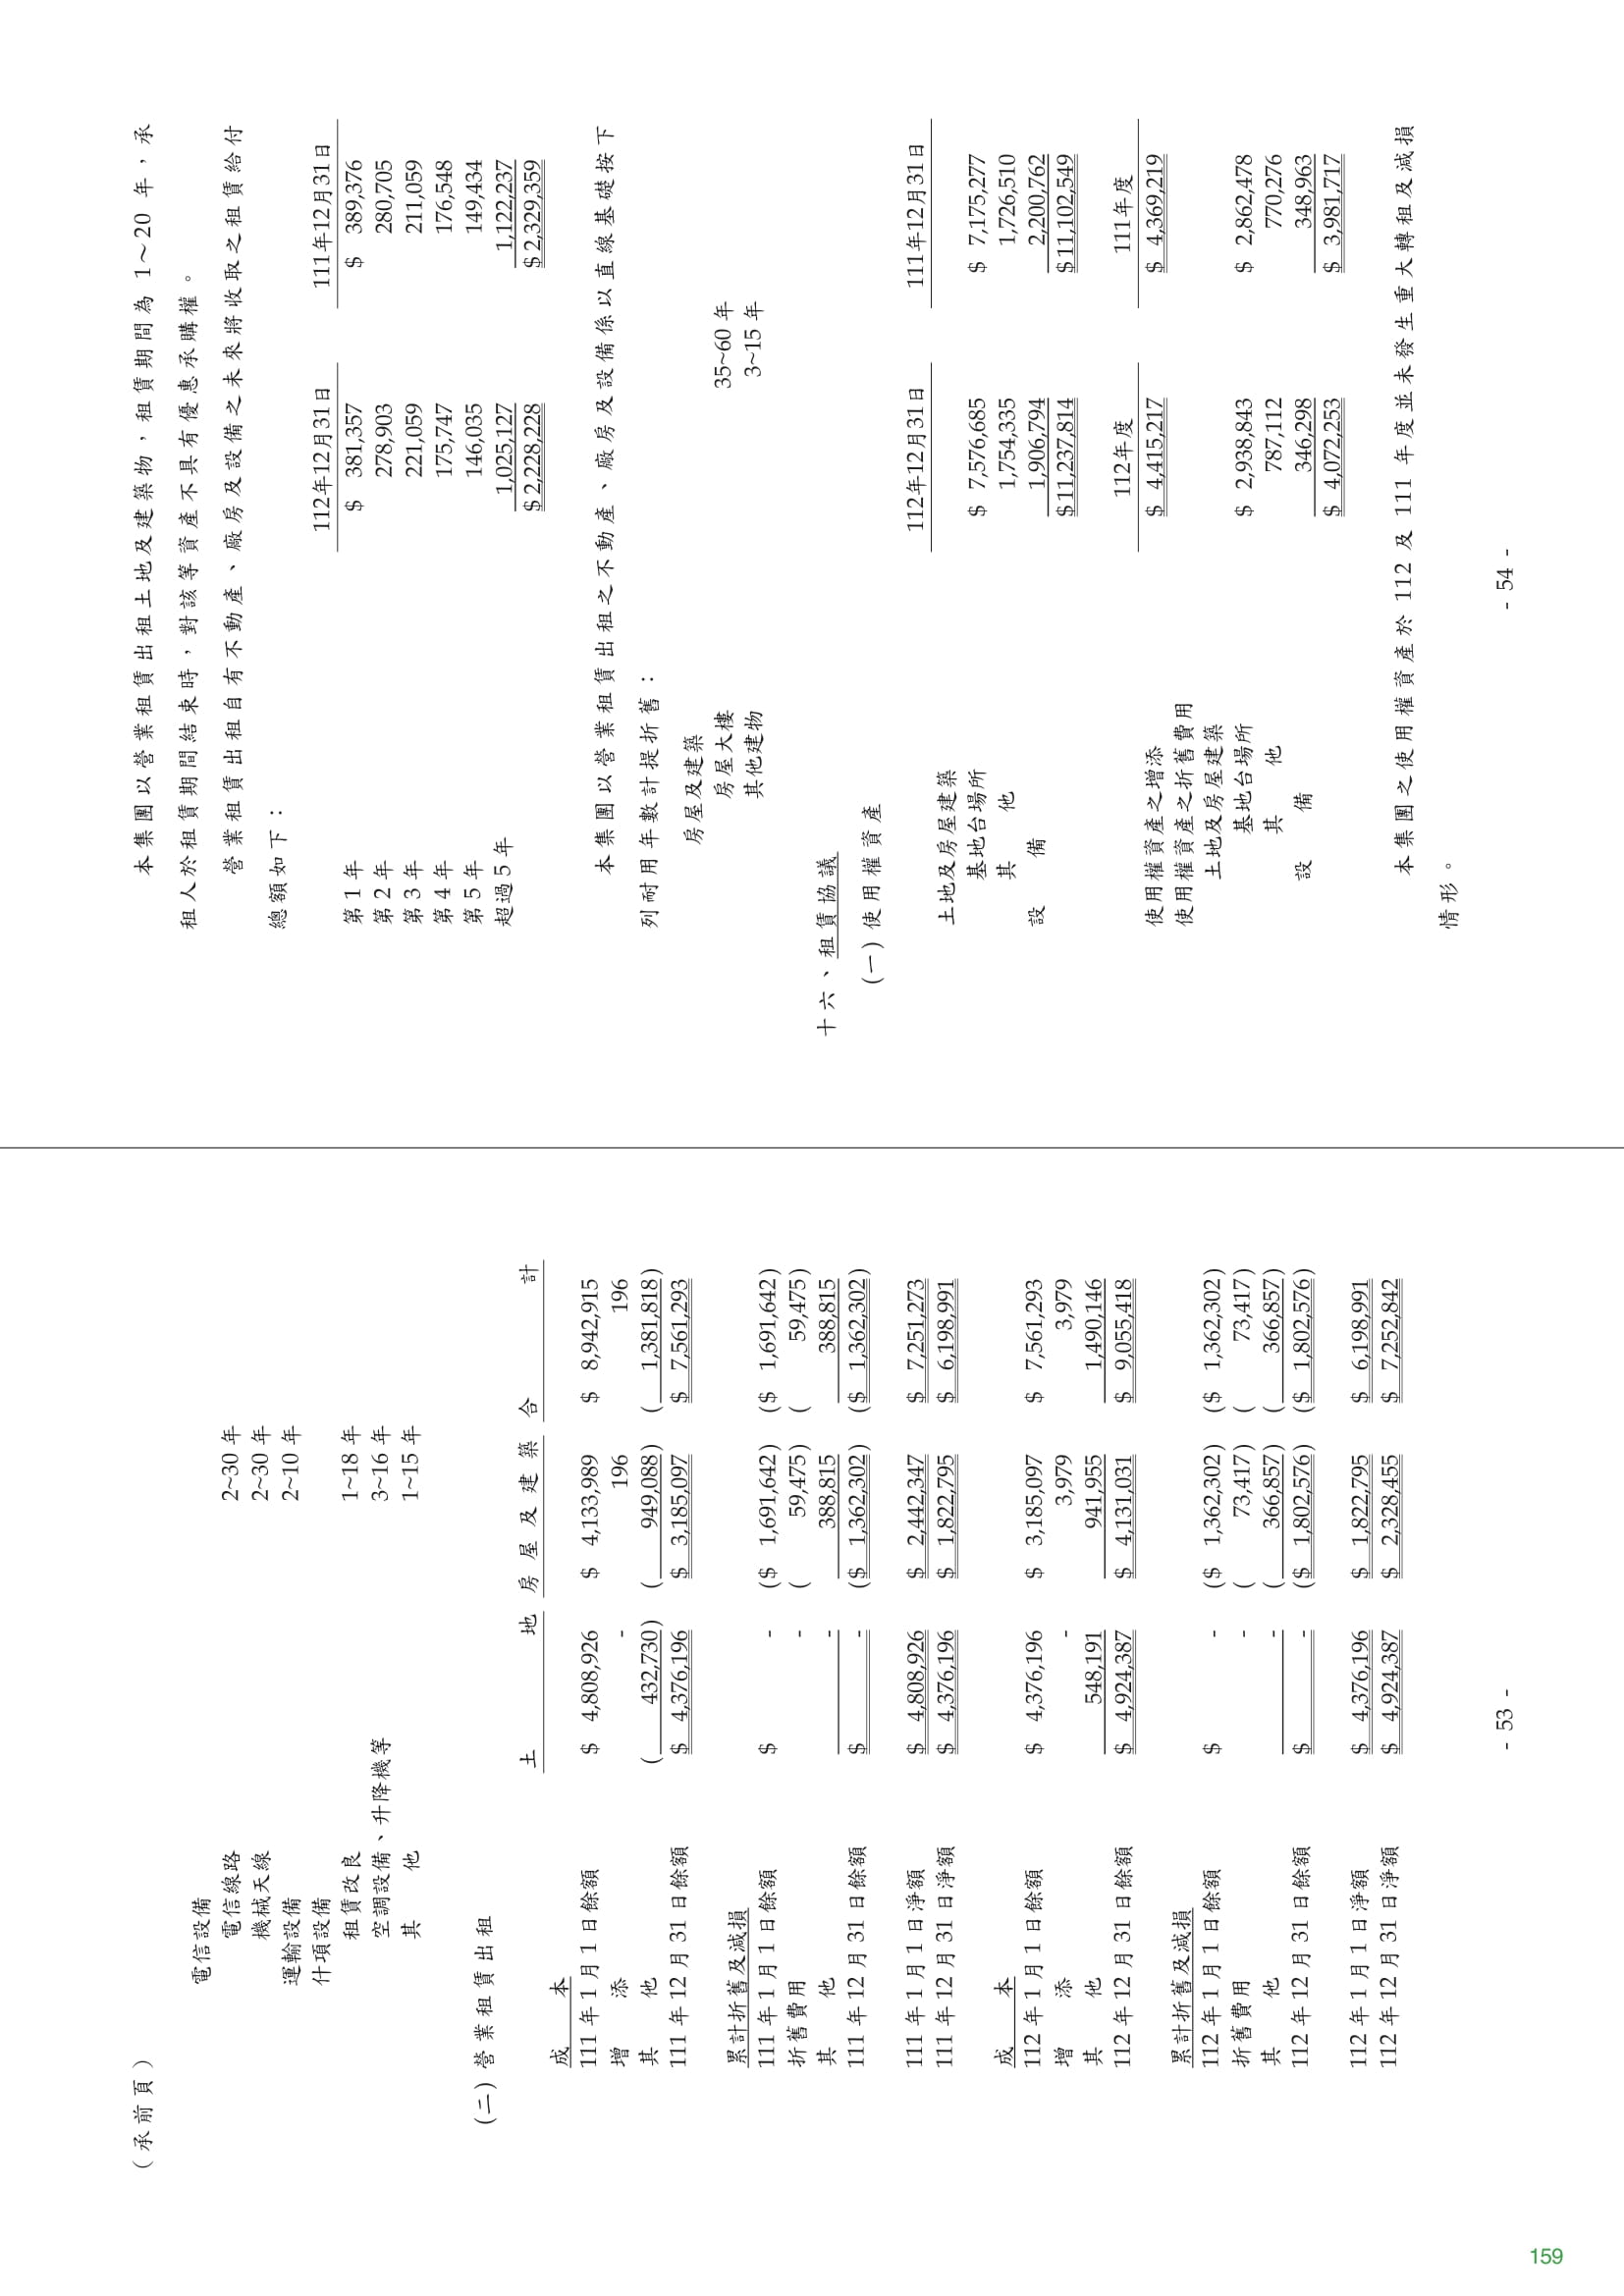 (承前頁)
電信設備
電信線路 2~30 年
機械天線 2~30 年
運輸設備 2~10 年
什項設備
租賃改良 1~18 年
空調設備、升降機等 3~16 年
其 他 1~15 年
(二) 營業租賃出租
土 地 房屋及建築 合 計
成 本
111 年 1 月 1 日餘額 $ 4,808,926 $ 4,133,989 $ 8,942,915
增 添 - 196 196
其 他 ( 432,730) ( 949,088) ( 1,381,818)
111 年 12 月 31 日餘額 $ 4,376,196 $ 3,185,097 $ 7,561,293
累計折舊及減損
111 年 1 月 1 日餘額 $ - ($ 1,691,642) ($ 1,691,642)
折舊費用 - ( 59,475) ( 59,475)
其 他 - 388,815 388,815
111 年 12 月 31 日餘額 $ - ($ 1,362,302) ($ 1,362,302)
111 年 1 月 1 日淨額 $ 4,808,926 $ 2,442,347 $ 7,251,273
111 年 12 月 31 日淨額 $ 4,376,196 $ 1,822,795 $ 6,198,991
成 本
112 年 1 月 1 日餘額 $ 4,376,196 $ 3,185,097 $ 7,561,293
增 添 - 3,979 3,979
其 他 548,191 941,955 1,490,146
112 年 12 月 31 日餘額 $ 4,924,387 $ 4,131,031 $ 9,055,418
累計折舊及減損
112 年 1 月 1 日餘額 $ - ($ 1,362,302) ($ 1,362,302)
折舊費用 - ( 73,417) ( 73,417)
其 他 - ( 366,857) ( 366,857)
112 年 12 月 31 日餘額 $ - ($ 1,802,576) ($ 1,802,576)
112 年 1 月 1 日淨額 $ 4,376,196 $ 1,822,795 $ 6,198,991
112 年 12 月 31 日淨額 $ 4,924,387 $ 2,328,455 $ 7,252,842
- 53 -
本集團以營業租賃出租土地及建築物,租賃期間為 1~20 年,承
租人於租賃期間結束時,對該等資產不具有優惠承購權。
營業租賃出租自有不動產、廠房及設備之未來將收取之租賃給付
總額如下:
112年12月31日 111年12月31日
第 1 年 $ 381,357 $ 389,376
第 2 年 278,903 280,705
第 3 年 221,059 211,059
第 4 年 175,747 176,548
第 5 年 146,035 149,434
超過 5 年 1,025,127 1,122,237
$ 2,228,228 $ 2,329,359
本集團以營業租賃出租之不動產、廠房及設備係以直線基礎按下
列耐用年數計提折舊:
房屋及建築
房屋大樓 35~60 年
其他建物 3~15 年
十六、租賃協議
(一) 使用權資產
112年12月31日 111年12月31日
土地及房屋建築
基地台場所 $ 7,576,685 $ 7,175,277
其 他 1,754,335 1,726,510
設 備 1,906,794 2,200,762
$ 11,237,814 $ 11,102,549
112年度 111年度
使用權資產之增添 $ 4,415,217 $ 4,369,219
使用權資產之折舊費用
土地及房屋建築
基地台場所 $ 2,938,843 $ 2,862,478
其 他 787,112 770,276
設 備 346,298 348,963
$ 4,072,253 $ 3,981,717
本集團之使用權資產於 112 及 111 年度並未發生重大轉租及減損
情形。
- 54 -
159